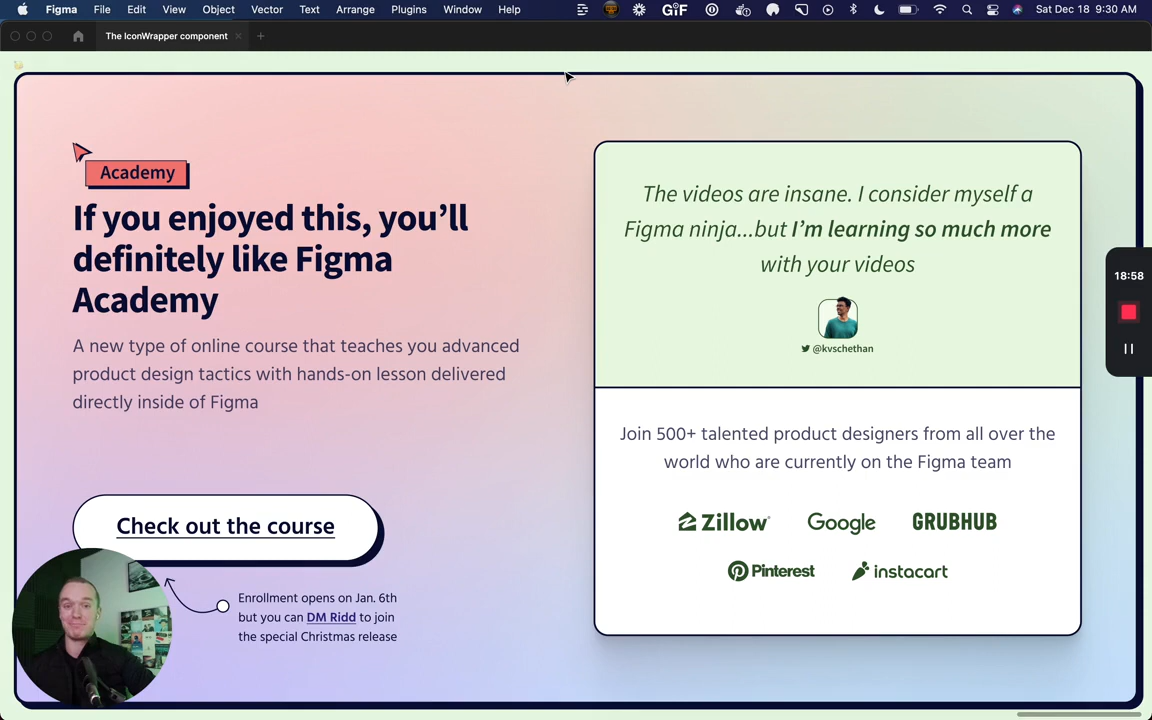 Figma File Edit View Object Vector Text Arrange Plugins Window Help GIF Sat Dec 18 9:30 AM
The IconWrapper component
Academy
If you enjoyed this, you’ll
definitely like Figma
Academy
A new type of online course that teaches you advanced
product design tactics with hands-on lesson delivered
directly inside of Figma
Check out the course
Enrollment opens on Jan. 6th
but you can DM Ridd to join
the special Christmas release
The videos are insane. I consider myself a
Figma ninja...but I’m learning so much more
with your videos
@kvschethan
Join 500+ talented product designers from all over the
world who are currently on the Figma team
Zillow Google GRUBHUB
Pinterest instacart
18:58